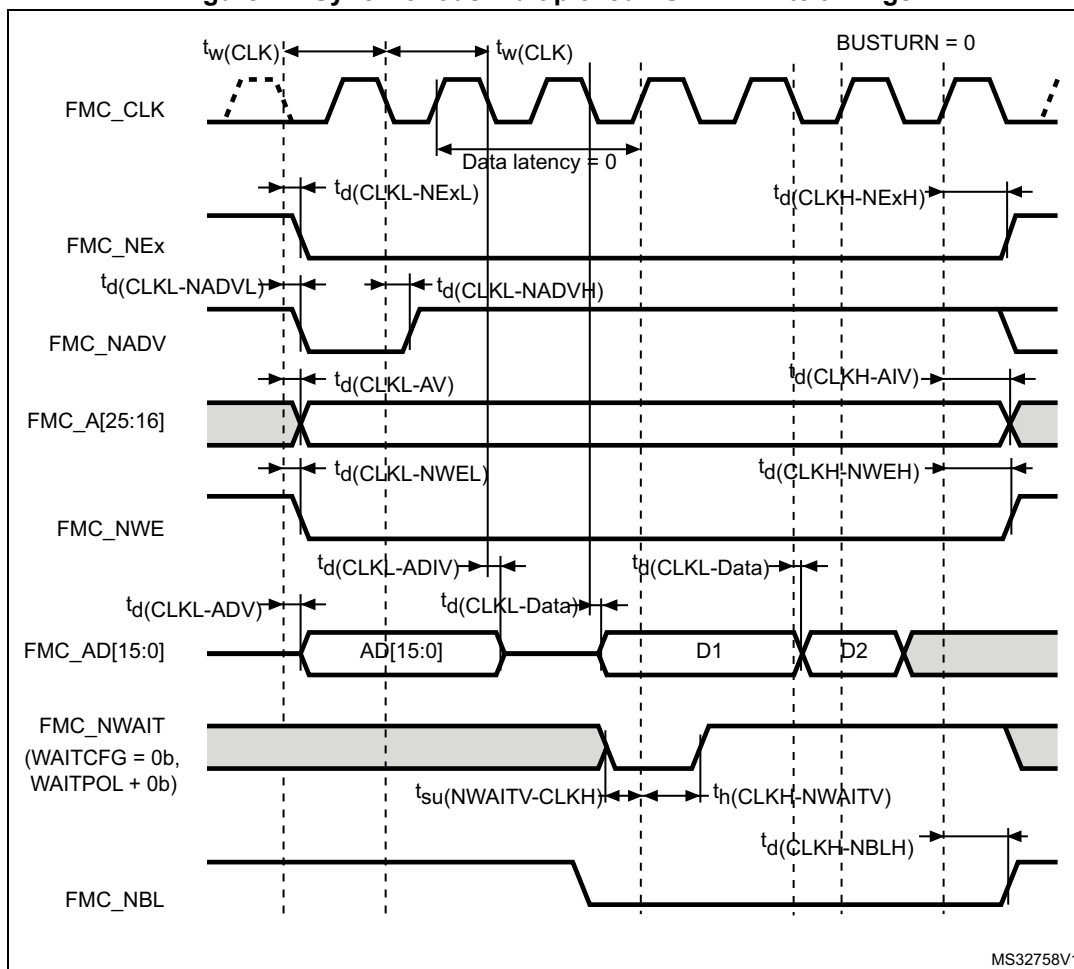 tw(CLK) tw(CLK) BUSTURN = 0
FMC_CLK
Data latency = 0
td(CLKL-NExL) td(CLKH-NExH)
FMC_NEx
td(CLKL-NADVL) td(CLKL-NADVH)
FMC_NADV
td(CLKL-AV) td(CLKH-AIV)
FMC_A[25:16]
td(CLKL-NWEL) td(CLKH-NWEH)
FMC_NWE
td(CLKL-ADIV) td(CLKL-Data)
td(CLKL-ADV) td(CLKL-Data)
FMC_AD[15:0] AD[15:0] D1 D2
FMC_NWAIT
(WAITCFG = 0b,
WAITPOL + 0b)
tsu(NWAITV-CLKH) th(CLKH-NWAITV)
td(CLKH-NBLH)
FMC_NBL
MS32758V1